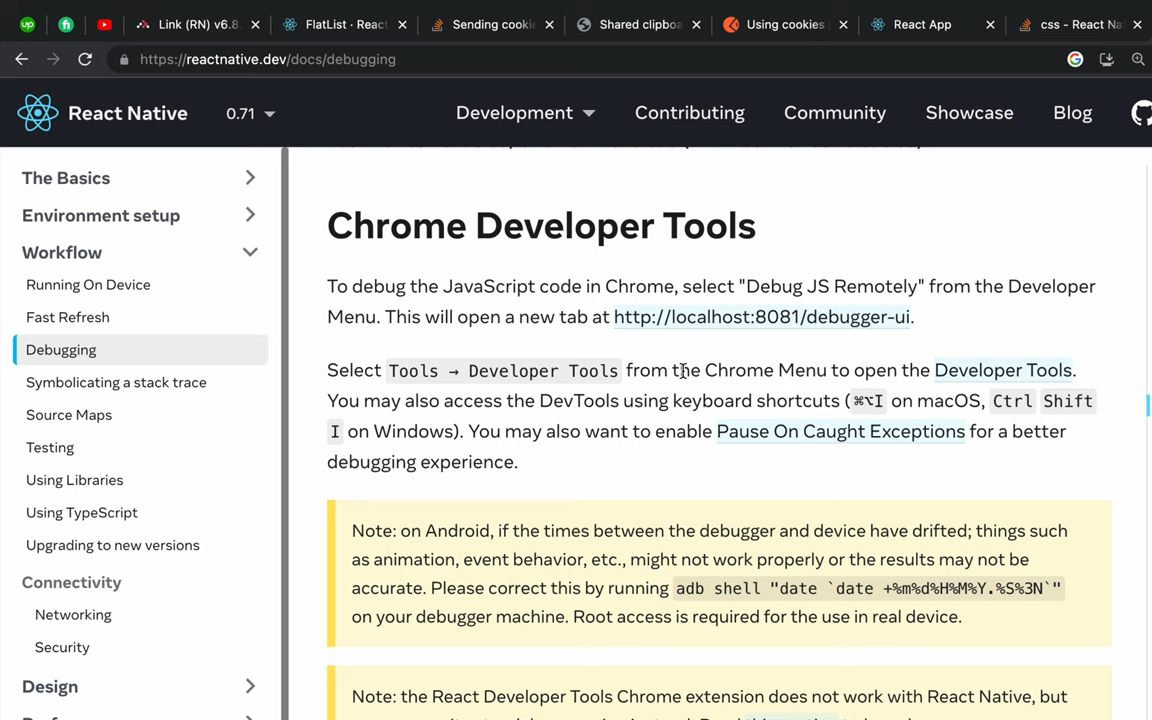 Link (RN) v6.8.
FlatList · React
Sending cookie
Shared clipboa
Using cookies
React App
css - React Na
https://reactnative.dev/docs/debugging
React Native
0.71
Development
Contributing
Community
Showcase
Blog
The Basics
Environment setup
Workflow
Running On Device
Fast Refresh
Debugging
Symbolicating a stack trace
Source Maps
Testing
Using Libraries
Using TypeScript
Upgrading to new versions
Connectivity
Networking
Security
Design
Chrome Developer Tools
To debug the JavaScript code in Chrome, select "Debug JS Remotely" from the Developer
Menu. This will open a new tab at http://localhost:8081/debugger-ui.
Select Tools → Developer Tools from the Chrome Menu to open the Developer Tools.
You may also access the DevTools using keyboard shortcuts (⌘⌥I on macOS, Ctrl Shift
I on Windows). You may also want to enable Pause On Caught Exceptions for a better
debugging experience.
Note: on Android, if the times between the debugger and device have drifted; things such
as animation, event behavior, etc., might not work properly or the results may not be
accurate. Please correct this by running adb shell "date `date +%m%d%H%M%Y.%S%3N`"
on your debugger machine. Root access is required for the use in real device.
Note: the React Developer Tools Chrome extension does not work with React Native, but